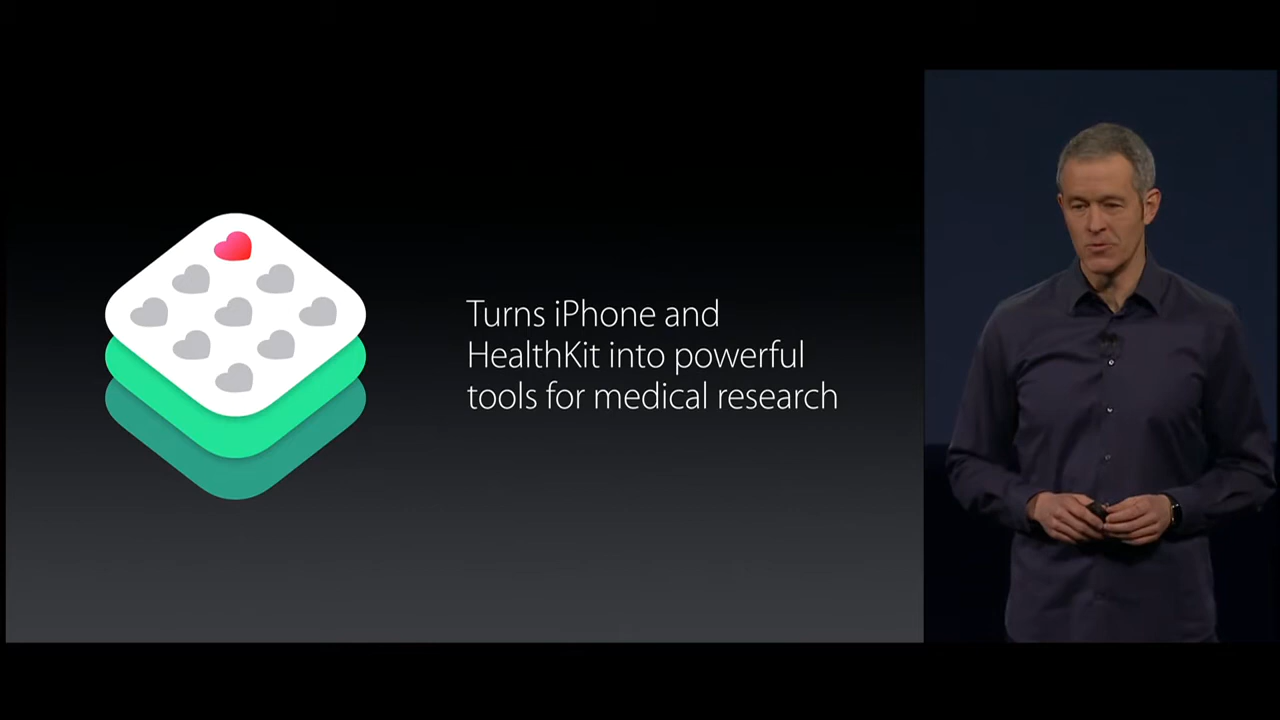 Turns iPhone and
HealthKit into powerful
tools for medical research